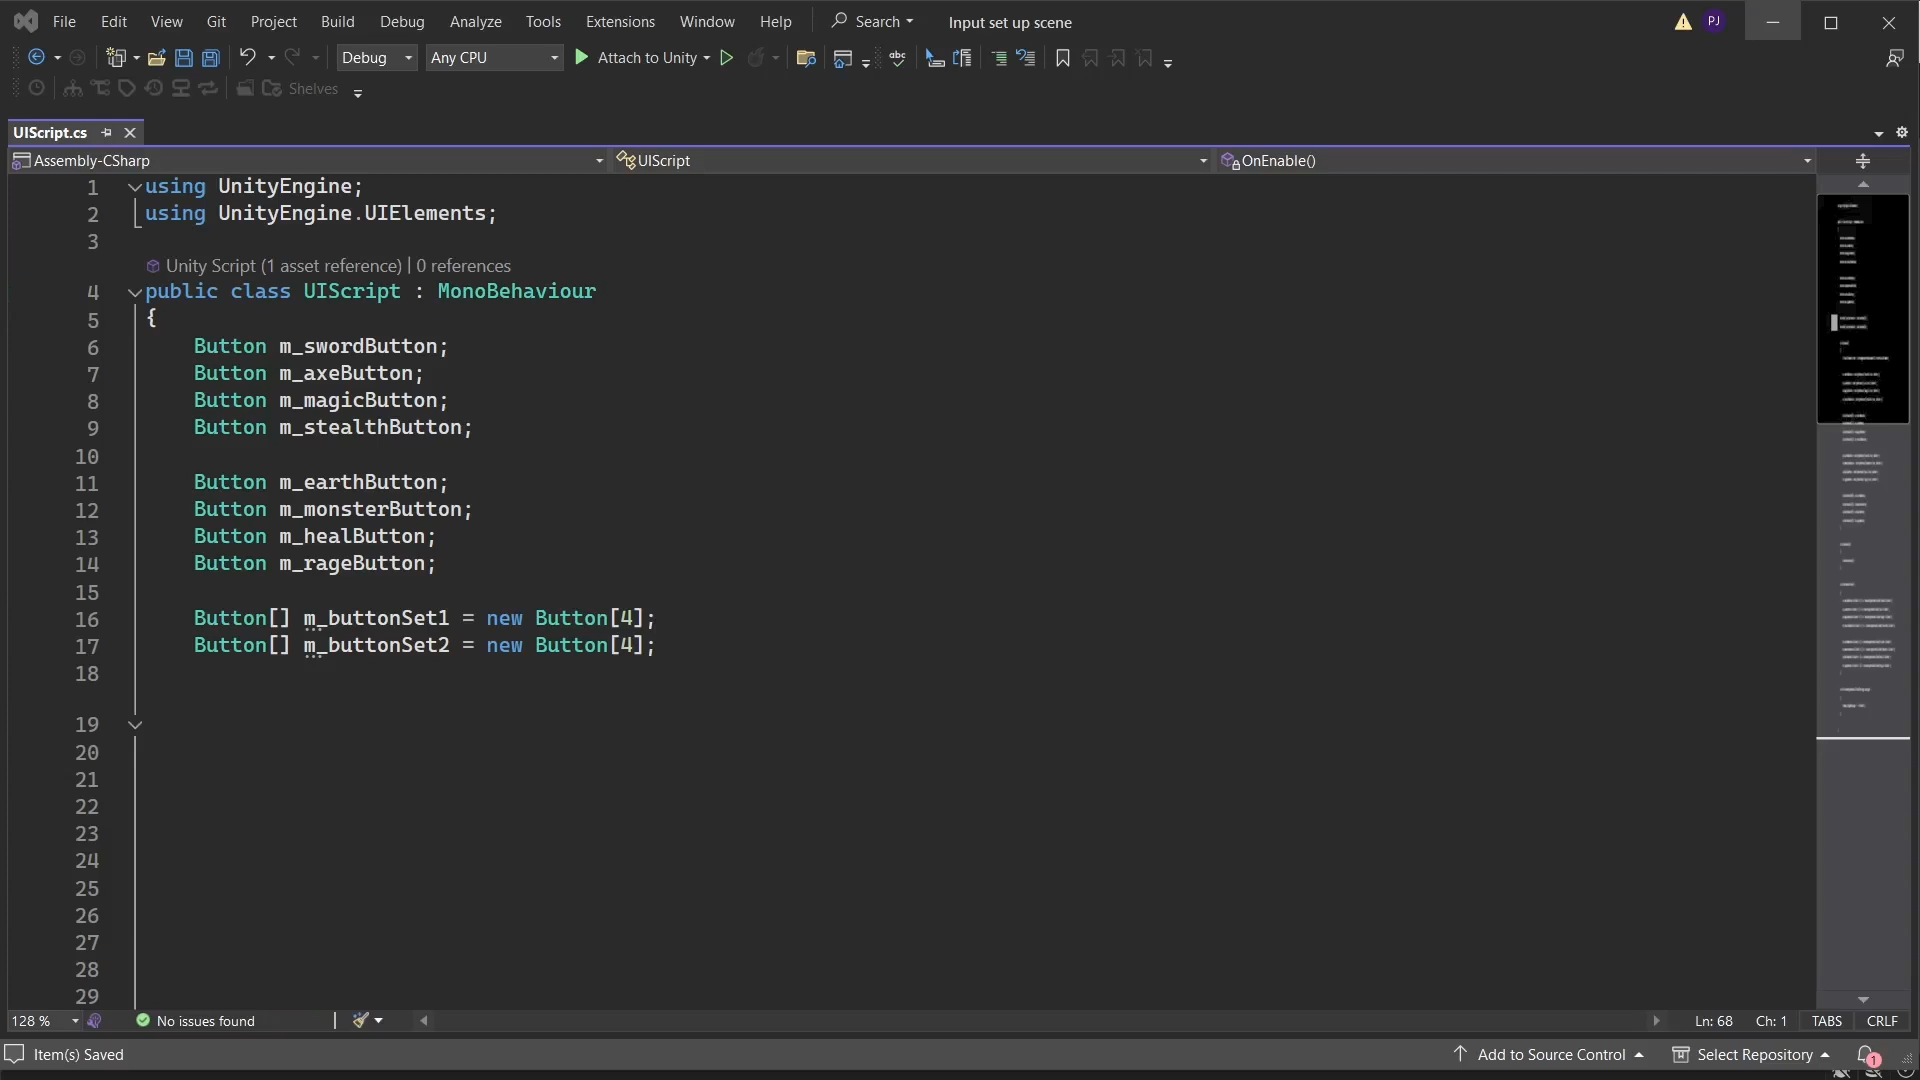 File Edit View Git Project Build Debug Analyze Tools Extensions Window Help Search Input set up scene PJ
Debug Any CPU Attach to Unity abc
Shelves
UIScript.cs
Assembly-CSharp UIScript OnEnable()
1 using UnityEngine;
2 using UnityEngine.UIElements;
3
Unity Script (1 asset reference) | 0 references
4 public class UIScript : MonoBehaviour
5 {
6 Button m_swordButton;
7 Button m_axeButton;
8 Button m_magicButton;
9 Button m_stealthButton;
10
11 Button m_earthButton;
12 Button m_monsterButton;
13 Button m_healButton;
14 Button m_rageButton;
15
16 Button[] m_buttonSet1 = new Button[4];
17 Button[] m_buttonSet2 = new Button[4];
18
19
20
21
22
23
24
25
26
27
28
29
128 % No issues found Ln: 68 Ch: 1 TABS CRLF
Item(s) Saved Add to Source Control Select Repository 1